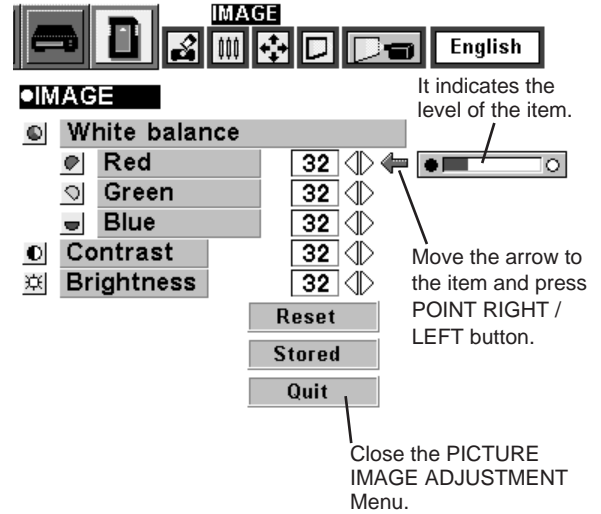 IMAGE
English
●IMAGE
It indicates the
level of the item.
White balance
Red 32
Green 32
Blue 32
Contrast 32
Brightness 32
Move the arrow to
the item and press
POINT RIGHT /
LEFT button.
Reset
Stored
Quit
Close the PICTURE
IMAGE ADJUSTMENT
Menu.